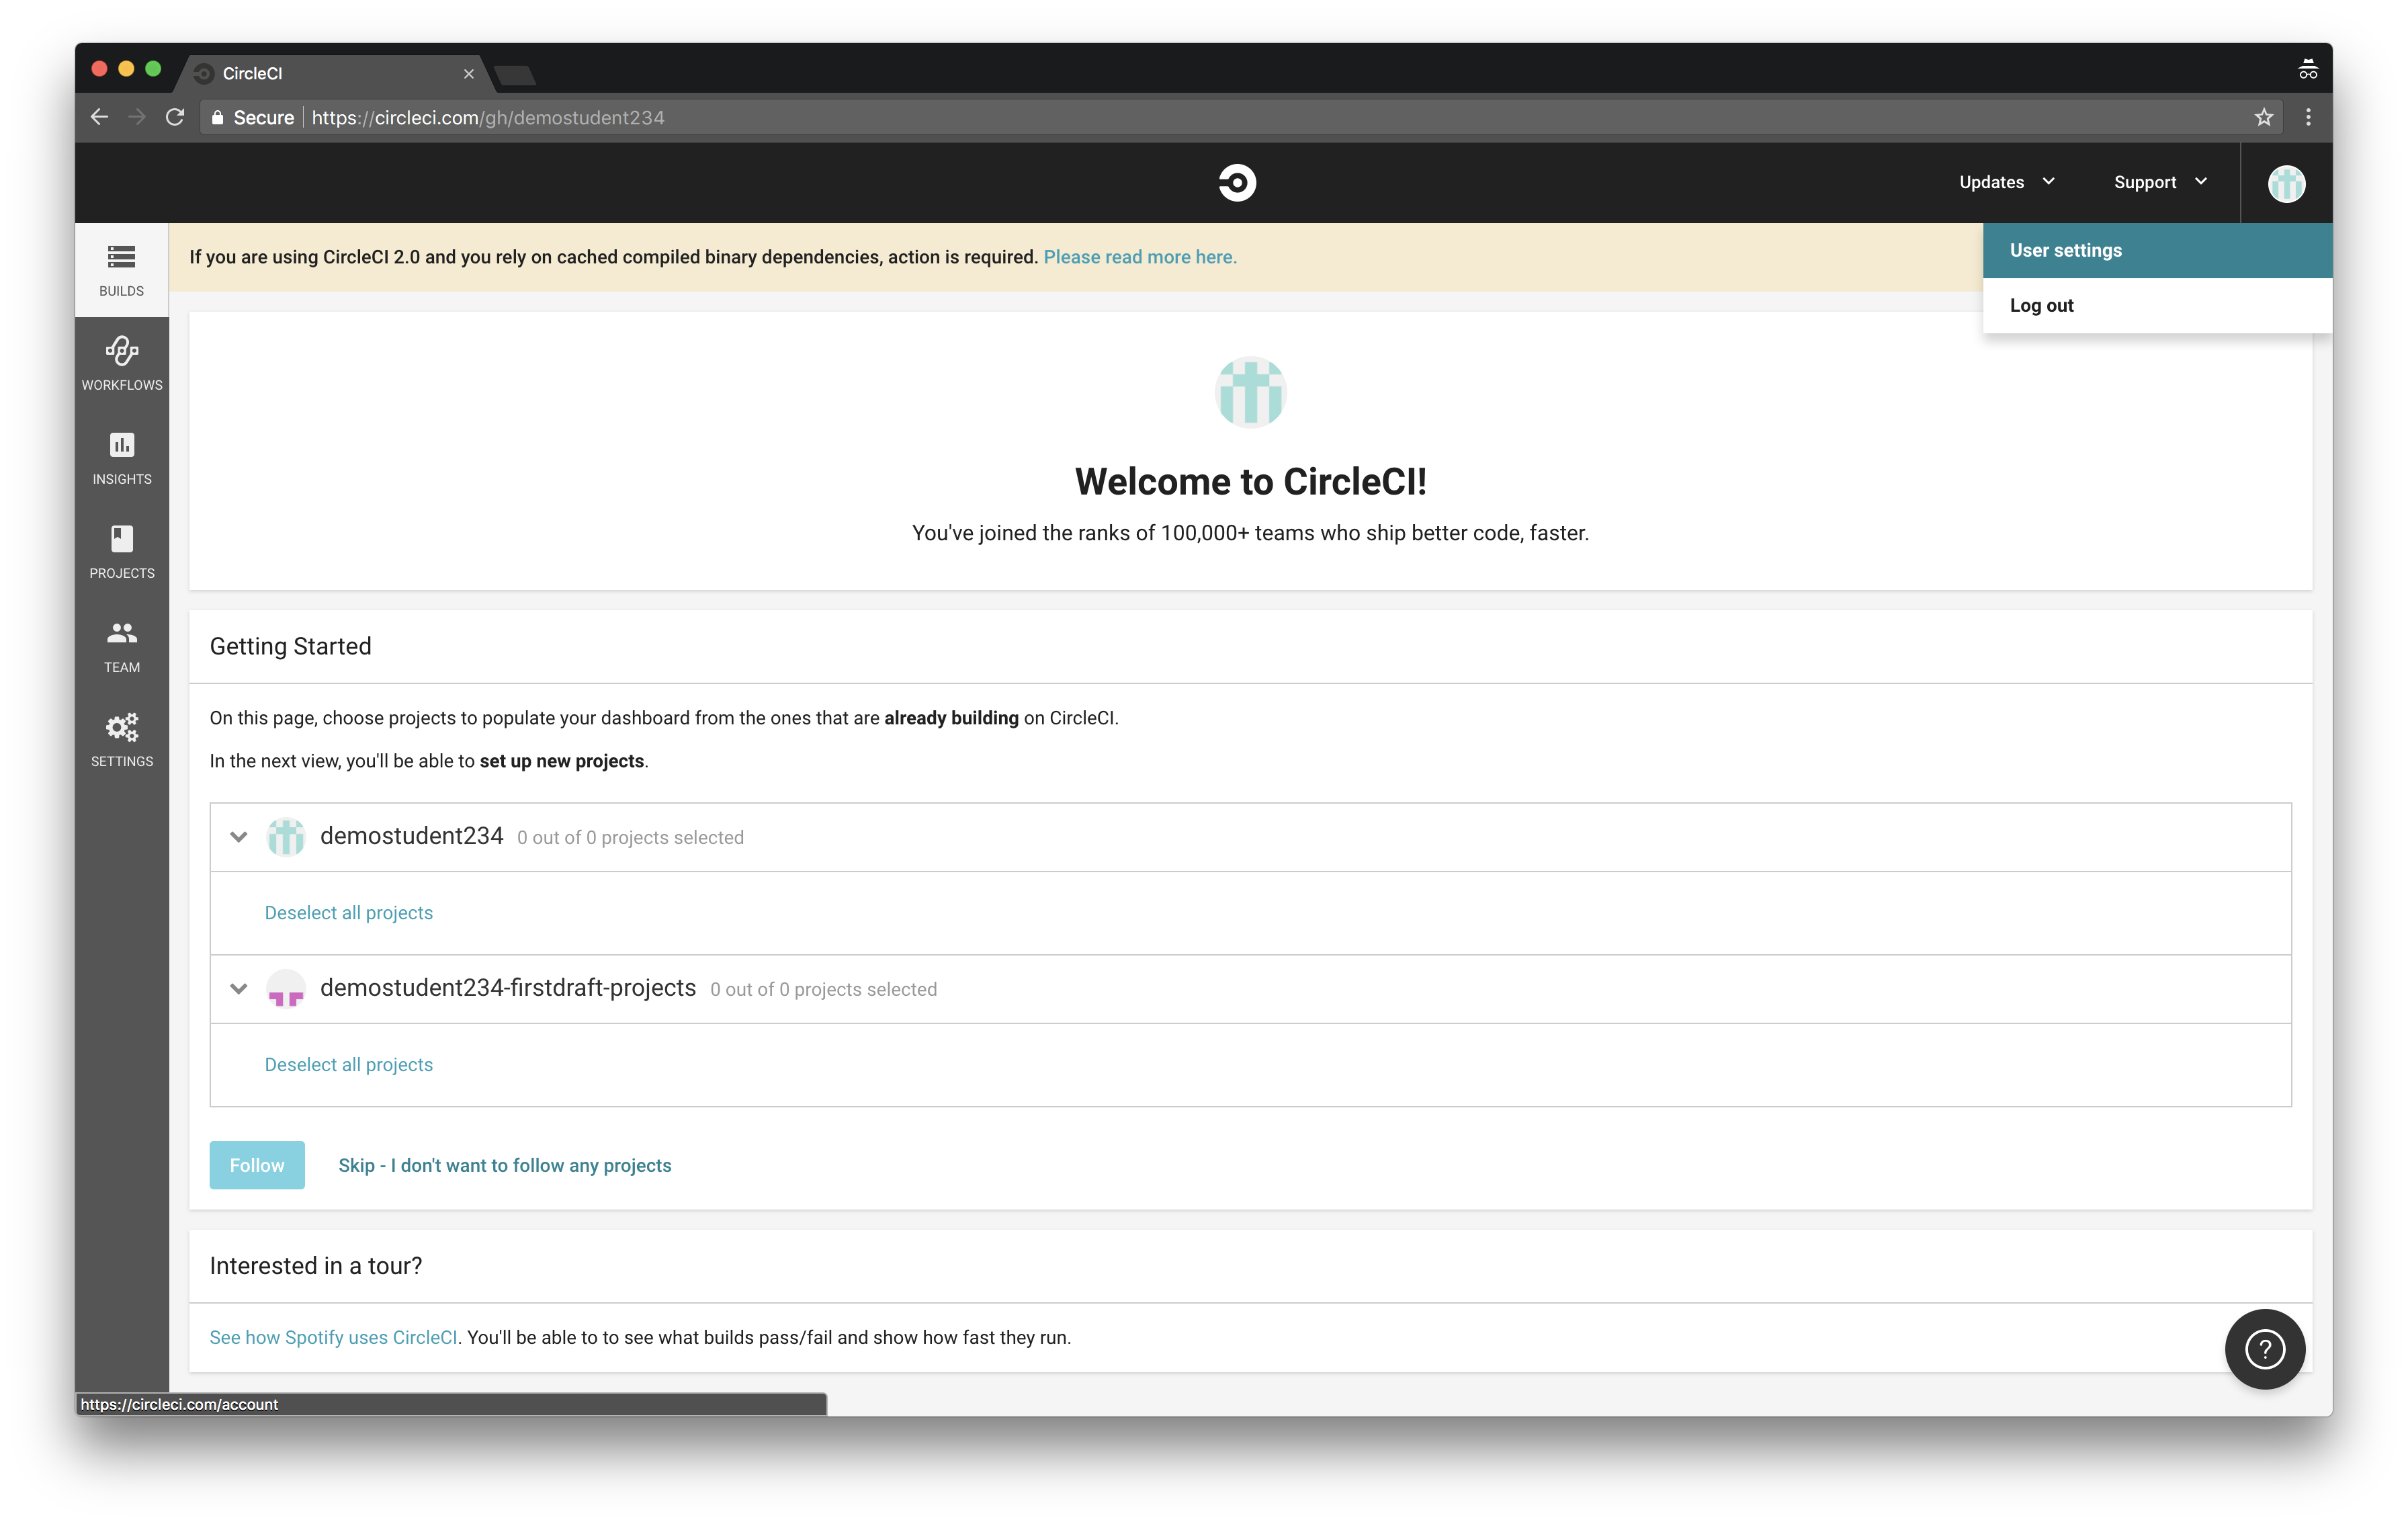 CircleCI
Secure https://circleci.com/gh/demostudent234
Updates Support
User settings
Log out
BUILDS
WORKFLOWS
INSIGHTS
PROJECTS
TEAM
SETTINGS
If you are using CircleCI 2.0 and you rely on cached compiled binary dependencies, action is required. Please read more here.
Welcome to CircleCI!
You've joined the ranks of 100,000+ teams who ship better code, faster.
Getting Started
On this page, choose projects to populate your dashboard from the ones that are already building on CircleCI.
In the next view, you'll be able to set up new projects.
demostudent234 0 out of 0 projects selected
Deselect all projects
demostudent234-firstdraft-projects 0 out of 0 projects selected
Deselect all projects
Follow Skip - I don't want to follow any projects
Interested in a tour?
See how Spotify uses CircleCI. You'll be able to to see what builds pass/fail and show how fast they run.
?
https://circleci.com/account